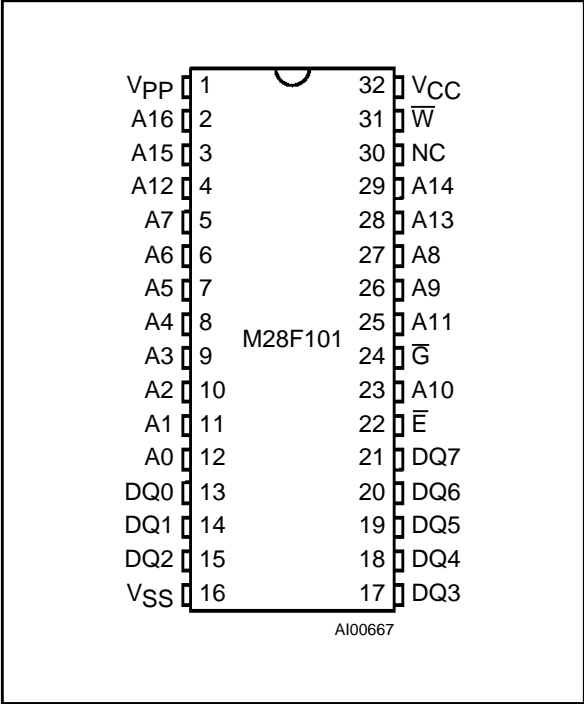 VPP 1 32 VCC
A16 2 31 W̅
A15 3 30 NC
A12 4 29 A14
A7 5 28 A13
A6 6 27 A8
A5 7 26 A9
A4 8 25 A11
M28F101
A3 9 24 G̅
A2 10 23 A10
A1 11 22 E̅
A0 12 21 DQ7
DQ0 13 20 DQ6
DQ1 14 19 DQ5
DQ2 15 18 DQ4
VSS 16 17 DQ3
AI00667